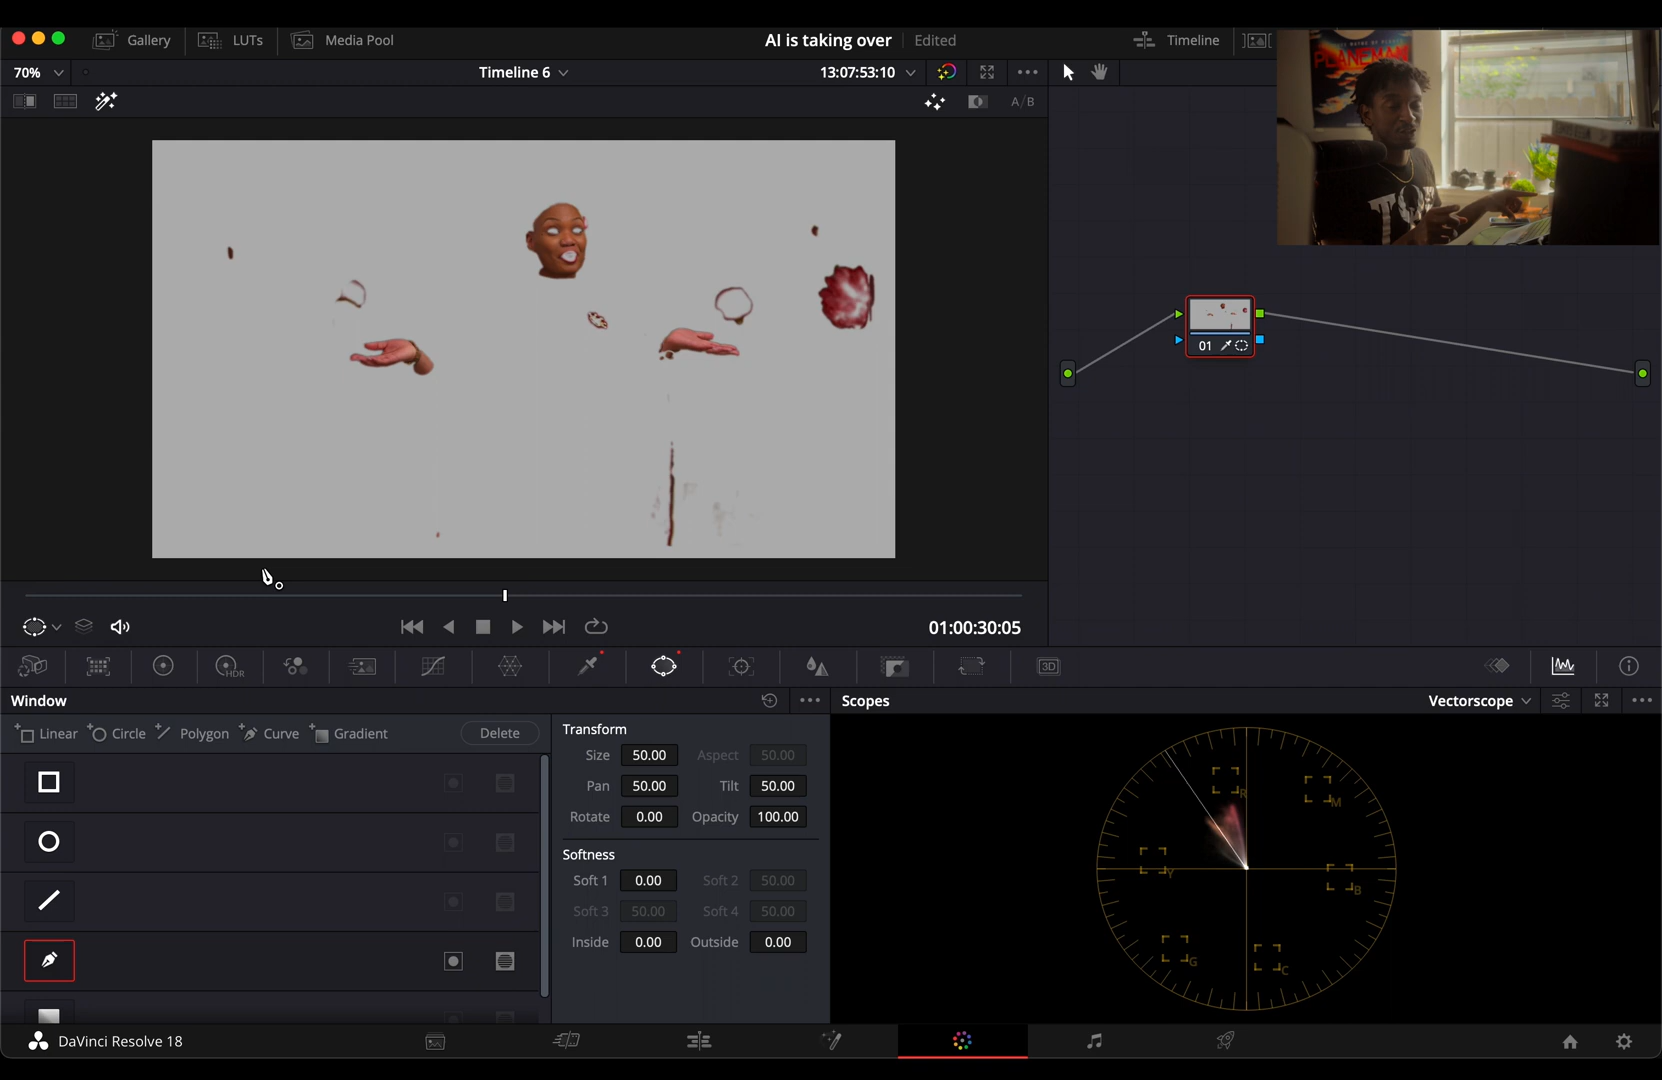 Gallery
LUTs
Media Pool
AI is taking over
Edited
Timeline
70%
Timeline 6
13:07:53:10
A/B
PLANEMAN
01
01:00:30:05
HDR
3D
Window
Scopes
Vectorscope
Linear
Circle
Polygon
Curve
Gradient
Delete
Transform
Size 50.00 Aspect 50.00
Pan 50.00 Tilt 50.00
Rotate 0.00 Opacity 100.00
Softness
Soft 1 0.00 Soft 2 50.00
Soft 3 50.00 Soft 4 50.00
Inside 0.00 Outside 0.00
R
M
Y
B
G
C
DaVinci Resolve 18